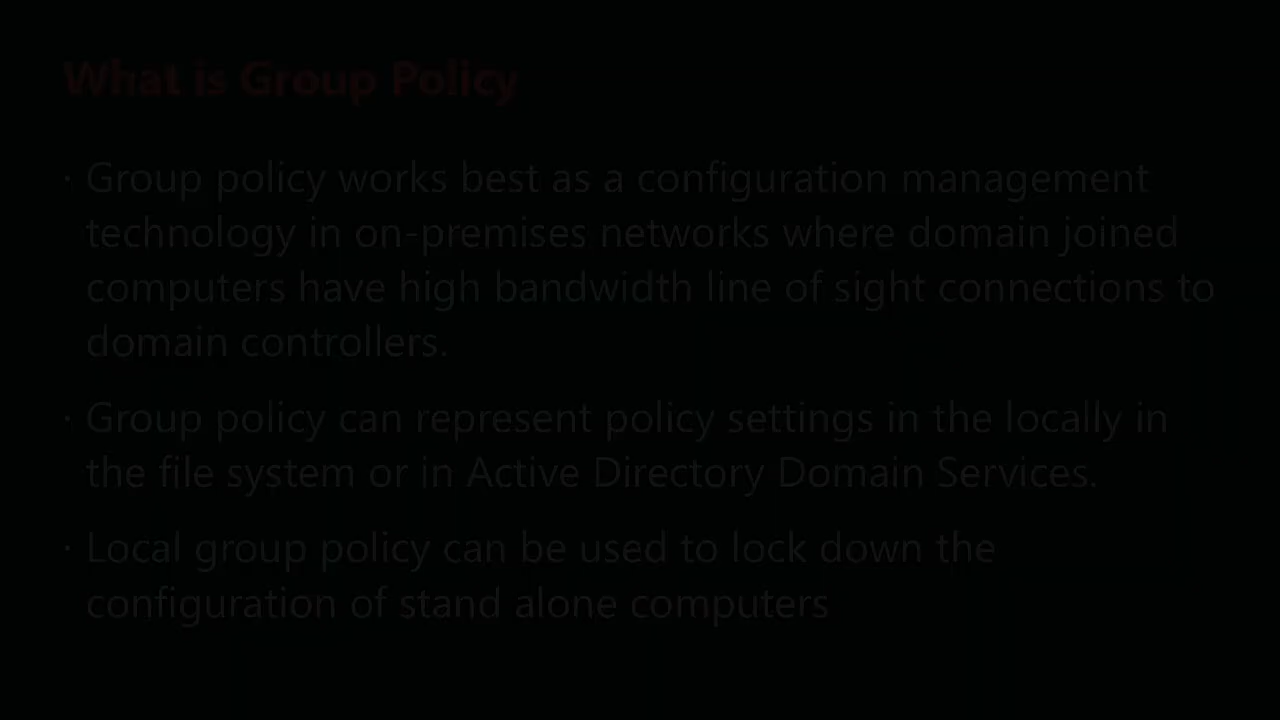 What is Group Policy
· Group policy works best as a configuration management
technology in on-premises networks where domain joined
computers have high bandwidth line of sight connections to
domain controllers.
· Group policy can represent policy settings in the locally in
the file system or in Active Directory Domain Services.
· Local group policy can be used to lock down the
configuration of stand alone computers